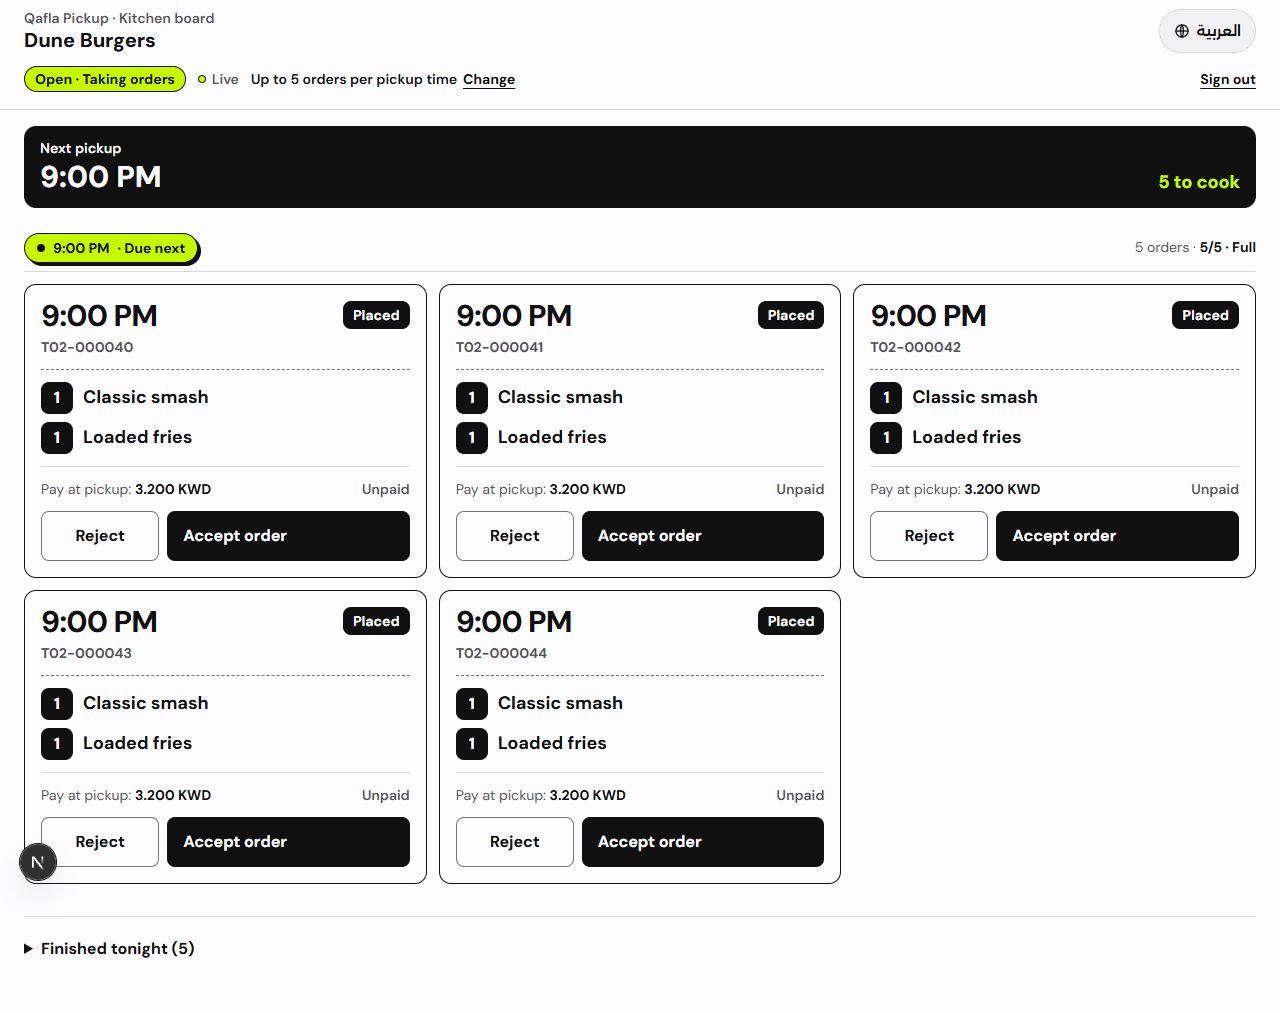 Qafla Pickup · Kitchen board
Dune Burgers
العربية
Open · Taking orders
Live
Up to 5 orders per pickup time Change
Sign out
Next pickup
9:00 PM
5 to cook
9:00 PM · Due next
5 orders · 5/5 · Full
9:00 PM
Placed
T02-000040
1 Classic smash
1 Loaded fries
Pay at pickup: 3.200 KWD
Unpaid
Reject
Accept order
9:00 PM
Placed
T02-000041
1 Classic smash
1 Loaded fries
Pay at pickup: 3.200 KWD
Unpaid
Reject
Accept order
9:00 PM
Placed
T02-000042
1 Classic smash
1 Loaded fries
Pay at pickup: 3.200 KWD
Unpaid
Reject
Accept order
9:00 PM
Placed
T02-000043
1 Classic smash
1 Loaded fries
Pay at pickup: 3.200 KWD
Unpaid
Reject
Accept order
9:00 PM
Placed
T02-000044
1 Classic smash
1 Loaded fries
Pay at pickup: 3.200 KWD
Unpaid
Reject
Accept order
N
Finished tonight (5)